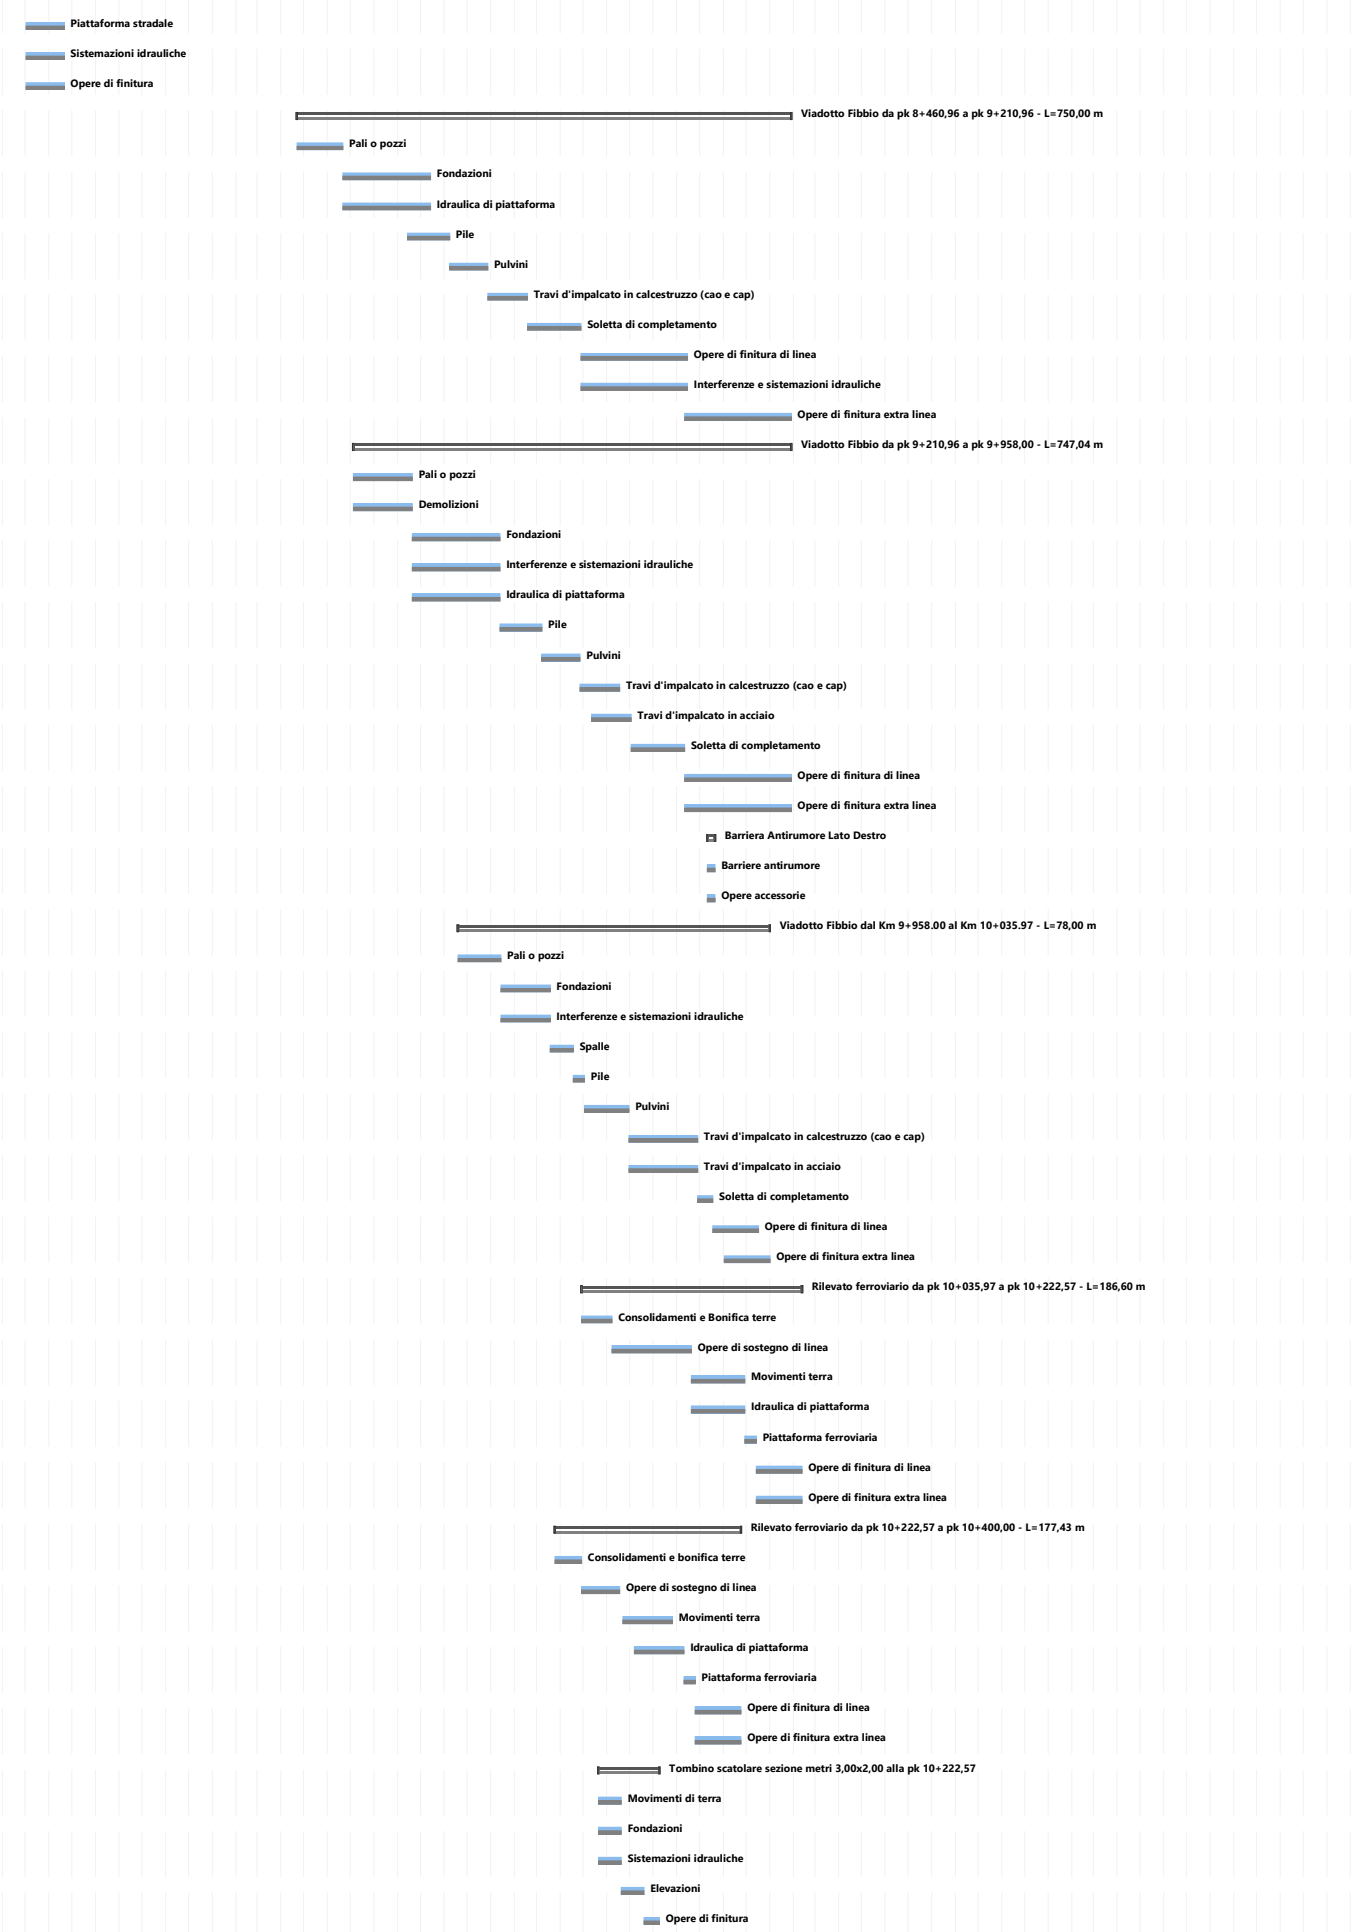 Piattaforma stradale
Sistemazioni idrauliche
Opere di finitura
Viadotto Fibbio da pk 8+460,96 a pk 9+210,96 - L=750,00 m
Pali o pozzi
Fondazioni
Idraulica di piattaforma
Pile
Pulvini
Travi d'impalcato in calcestruzzo (cao e cap)
Soletta di completamento
Opere di finitura di linea
Interferenze e sistemazioni idrauliche
Opere di finitura extra linea
Viadotto Fibbio da pk 9+210,96 a pk 9+958,00 - L=747,04 m
Pali o pozzi
Demolizioni
Fondazioni
Interferenze e sistemazioni idrauliche
Idraulica di piattaforma
Pile
Pulvini
Travi d'impalcato in calcestruzzo (cao e cap)
Travi d'impalcato in acciaio
Soletta di completamento
Opere di finitura di linea
Opere di finitura extra linea
Barriera Antirumore Lato Destro
Barriere antirumore
Opere accessorie
Viadotto Fibbio dal Km 9+958.00 al Km 10+035.97 - L=78,00 m
Pali o pozzi
Fondazioni
Interferenze e sistemazioni idrauliche
Spalle
Pile
Pulvini
Travi d'impalcato in calcestruzzo (cao e cap)
Travi d'impalcato in acciaio
Soletta di completamento
Opere di finitura di linea
Opere di finitura extra linea
Rilevato ferroviario da pk 10+035,97 a pk 10+222,57 - L=186,60 m
Consolidamenti e Bonifica terre
Opere di sostegno di linea
Movimenti terra
Idraulica di piattaforma
Piattaforma ferroviaria
Opere di finitura di linea
Opere di finitura extra linea
Rilevato ferroviario da pk 10+222,57 a pk 10+400,00 - L=177,43 m
Consolidamenti e bonifica terre
Opere di sostegno di linea
Movimenti terra
Idraulica di piattaforma
Piattaforma ferroviaria
Opere di finitura di linea
Opere di finitura extra linea
Tombino scatolare sezione metri 3,00x2,00 alla pk 10+222,57
Movimenti di terra
Fondazioni
Sistemazioni idrauliche
Elevazioni
Opere di finitura